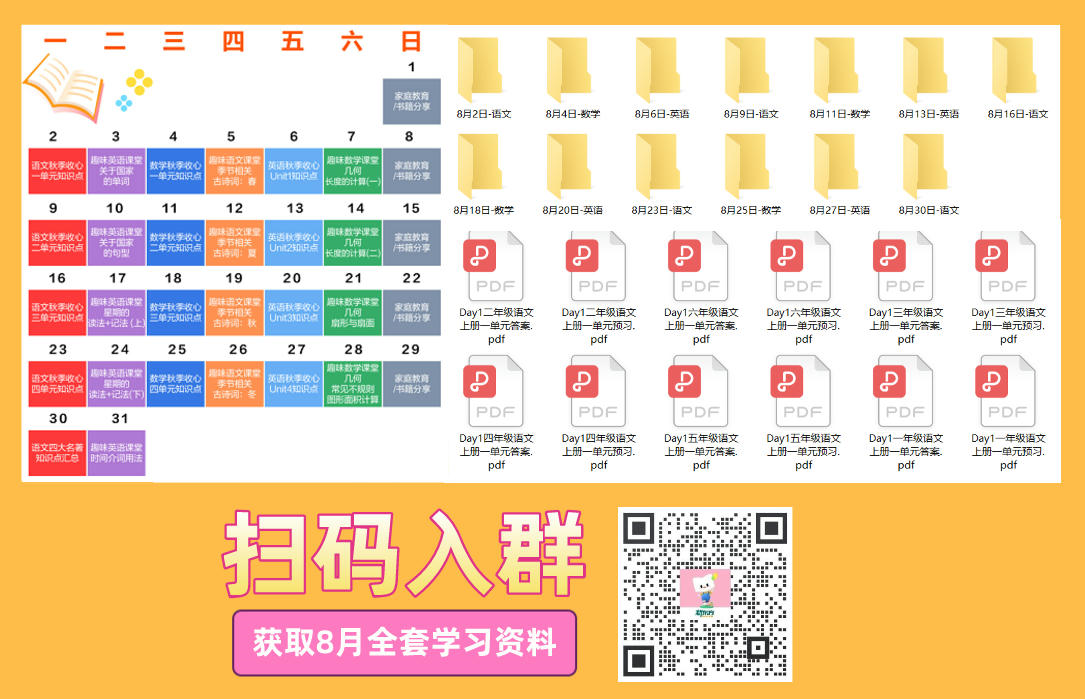 一 二 三 四 五 六 日
1
家庭教育
/书籍分享
2 3 4 5 6 7 8
语文秋季收心
一单元知识点
趣味英语课堂
关于国家
的单词
数学秋季收心
一单元知识点
趣味语文课堂
季节相关
古诗词：春
英语秋季收心
Unit1知识点
趣味数学课堂
几何
长度的计算(一)
家庭教育
/书籍分享
9 10 11 12 13 14 15
语文秋季收心
二单元知识点
趣味英语课堂
关于国家
的句型
数学秋季收心
二单元知识点
趣味语文课堂
季节相关
古诗词：夏
英语秋季收心
Unit2知识点
趣味数学课堂
几何
长度的计算(二)
家庭教育
/书籍分享
16 17 18 19 20 21 22
语文秋季收心
三单元知识点
趣味英语课堂
星期的
读法+记法(上)
数学秋季收心
三单元知识点
趣味语文课堂
季节相关
古诗词：秋
英语秋季收心
Unit3知识点
趣味数学课堂
几何
扇形与扇面
家庭教育
/书籍分享
23 24 25 26 27 28 29
语文秋季收心
四单元知识点
趣味英语课堂
星期的
读法+记法(下)
数学秋季收心
四单元知识点
趣味语文课堂
季节相关
古诗词：冬
英语秋季收心
Unit4知识点
趣味数学课堂
几何
常见不规则
图形面积计算
家庭教育
/书籍分享
30 31
语文四大名著
知识点汇总
趣味英语课堂
时间介词用法
8月2日-语文 8月4日-数学 8月6日-英语 8月9日-语文 8月11日-数学 8月13日-英语 8月16日-语文
8月18日-数学 8月20日-英语 8月23日-语文 8月25日-数学 8月27日-英语 8月30日-语文
PDF PDF PDF PDF PDF PDF
Day1二年级语文
上册一单元答案.
pdf
Day1二年级语文
上册一单元预习.
pdf
Day1六年级语文
上册一单元答案.
pdf
Day1六年级语文
上册一单元预习.
pdf
Day1三年级语文
上册一单元答案.
pdf
Day1三年级语文
上册一单元预习.
pdf
PDF PDF PDF PDF PDF PDF
Day1四年级语文
上册一单元答案.
pdf
Day1四年级语文
上册一单元预习.
pdf
Day1五年级语文
上册一单元答案.
pdf
Day1五年级语文
上册一单元预习.
pdf
Day1一年级语文
上册一单元答案.
pdf
Day1一年级语文
上册一单元预习.
pdf
扫码入群
获取8月全套学习资料